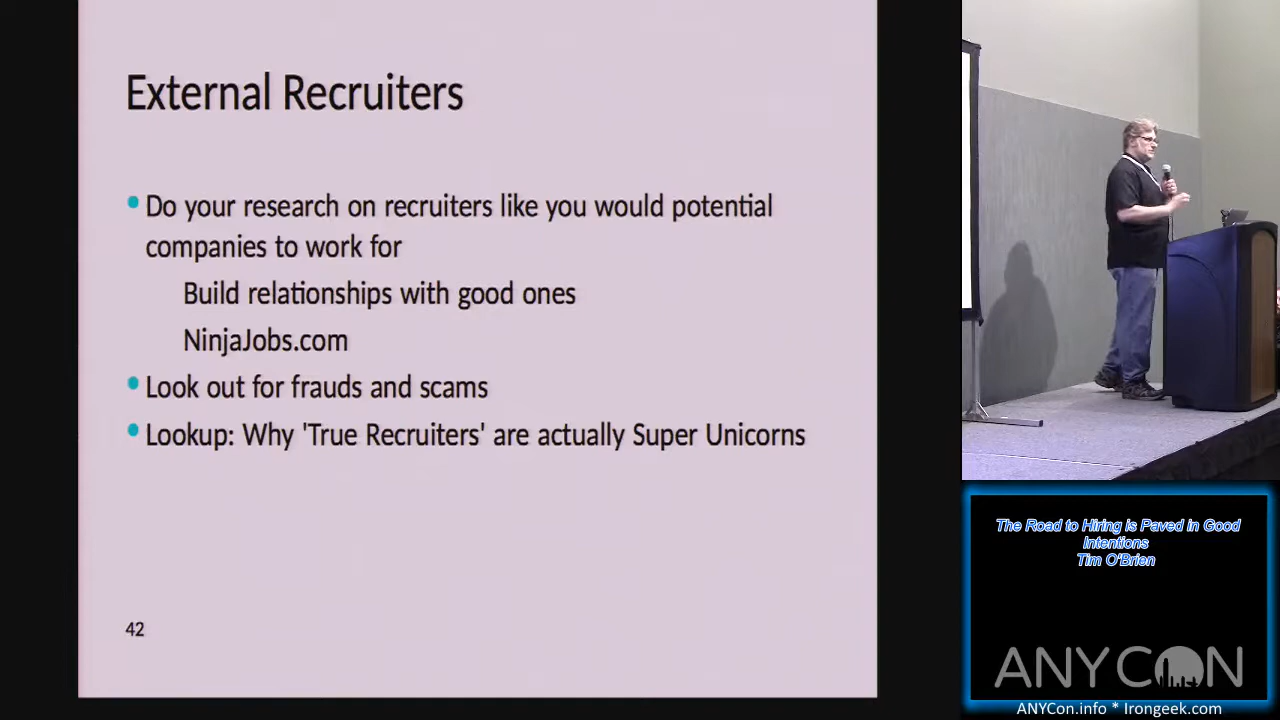 External Recruiters
Do your research on recruiters like you would potential
companies to work for
Build relationships with good ones
NinjaJobs.com
Look out for frauds and scams
Lookup: Why 'True Recruiters' are actually Super Unicorns
42
The Road to Hiring is Paved in Good
Intentions
Tim O'Brien
ANYCON
ANYCon.info * Irongeek.com